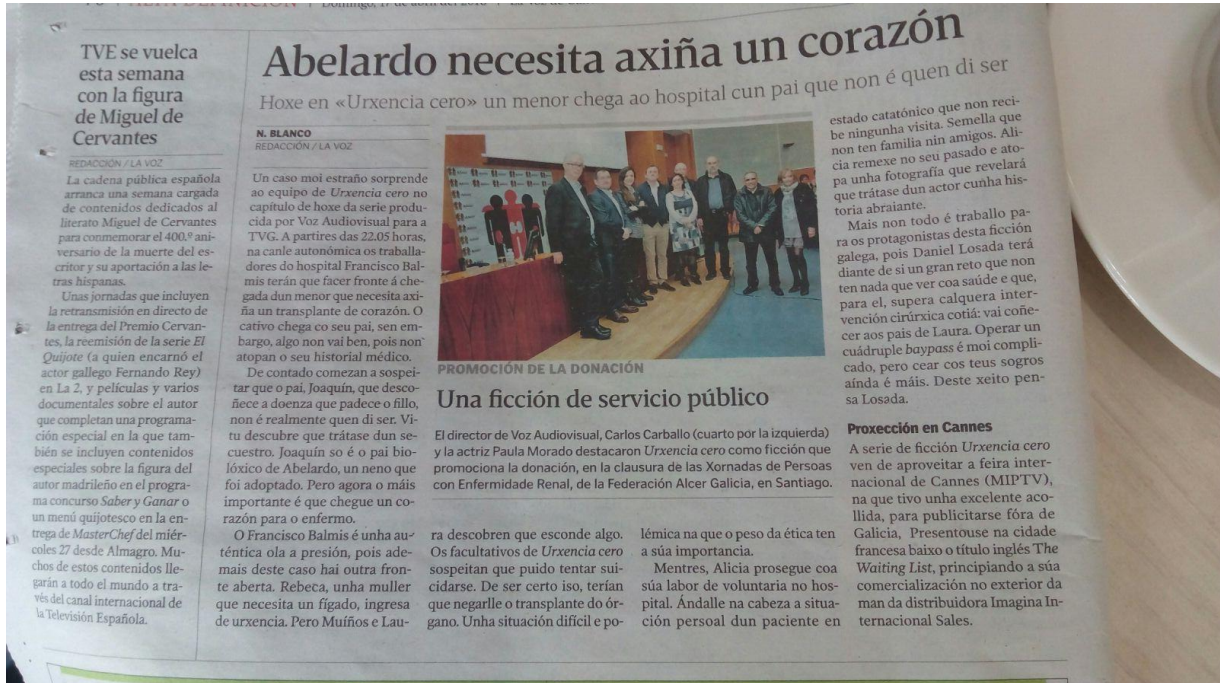 ALTA DEFINICIÓN | Domingo, 17 de abril del 2016
TVE se vuelca
esta semana
con la figura
de Miguel de
Cervantes
REDACCIÓN / LA VOZ
La cadena pública española
arranca una semana cargada
de contenidos dedicados al
literato Miguel de Cervantes
para conmemorar el 400.º ani-
versario de la muerte del es-
critor y su aportación a las le-
tras hispanas.
Unas jornadas que incluyen
la retransmisión en directo de
la entrega del Premio Cervan-
tes, la reemisión de la serie El
Quijote (a quien encarnó el
actor gallego Fernando Rey)
en La 2, y películas y varios
documentales sobre el autor
que completan una programa-
ción especial en la que tam-
bién se incluyen contenidos
especiales sobre la figura del
autor madrileño en el progra-
ma concurso Saber y Ganar o
un menú quijotesco en la en-
trega de MasterChef del miér-
coles 27 desde Almagro. Mu-
chos de estos contenidos lle-
garán a todo el mundo a tra-
vés del canal internacional de
la Televisión Española.
Abelardo necesita axiña un corazón
Hoxe en «Urxencia cero» un menor chega ao hospital cun pai que non é quen di ser
N. BLANCO
REDACCIÓN / LA VOZ
Un caso moi estraño sorprende
ao equipo de Urxencia cero no
capítulo de hoxe da serie produ-
cida por Voz Audiovisual para a
TVG. A partires das 22.05 horas,
na canle autonómica os traballa-
dores do hospital Francisco Bal-
mis terán que facer fronte á che-
gada dun menor que necesita axi-
ña un transplante de corazón. O
cativo chega co seu pai, sen em-
bargo, algo non vai ben, pois non
atopan o seu historial médico.
De contado comezan a sospei-
tar que o pai, Joaquín, que desco-
ñece a doenza que padece o fillo,
non é realmente quen di ser. Vi-
tu descubre que trátase dun se-
cuestro. Joaquín so é o pai bio-
lóxico de Abelardo, un neno que
foi adoptado. Pero agora o máis
importante é que chegue un co-
razón para o enfermo.
O Francisco Balmis é unha au-
téntica ola a presión, pois ade-
mais deste caso hai outra fron-
te aberta. Rebeca, unha muller
que necesita un fígado, ingresa
de urxencia. Pero Muíños e Lau-
PROMOCIÓN DE LA DONACIÓN
Una ficción de servicio público
El director de Voz Audiovisual, Carlos Carballo (cuarto por la izquierda)
y la actriz Paula Morado destacaron Urxencia cero como ficción que
promociona la donación, en la clausura de las Xornadas de Persoas
con Enfermidade Renal, de la Federación Alcer Galicia, en Santiago.
ra descobren que esconde algo.
Os facultativos de Urxencia cero
sospeitan que puido tentar sui-
cidarse. De ser certo iso, terían
que negarlle o transplante do ór-
gano. Unha situación difícil e po-
lémica na que o peso da ética ten
a súa importancia.
Mentres, Alicia prosegue coa
súa labor de voluntaria no hos-
pital. Ándalle na cabeza a situa-
ción persoal dun paciente en
estado catatónico que non reci-
be ningunha visita. Semella que
non ten familia nin amigos. Ali-
cia remexe no seu pasado e ato-
pa unha fotografía que revelará
que trátase dun actor cunha his-
toria abraiante.
Mais non todo é traballo pa-
ra os protagonistas desta ficción
galega, pois Daniel Losada terá
diante de si un gran reto que non
ten nada que ver coa saúde e que,
para el, supera calquera inter-
vención cirúrxica cotiá: vai coñe-
cer aos pais de Laura. Operar un
cuádruple baypass é moi compli-
cado, pero cear cos teus sogros
aínda é máis. Deste xeito pen-
sa Losada.
Proxección en Cannes
A serie de ficción Urxencia cero
ven de aproveitar a feira inter-
nacional de Cannes (MIPTV),
na que tivo unha excelente aco-
llida, para publicitarse fóra de
Galicia, Presentouse na cidade
francesa baixo o título inglés The
Waiting List, principiando a súa
comercialización no exterior da
man da distribuidora Imagina In-
ternacional Sales.